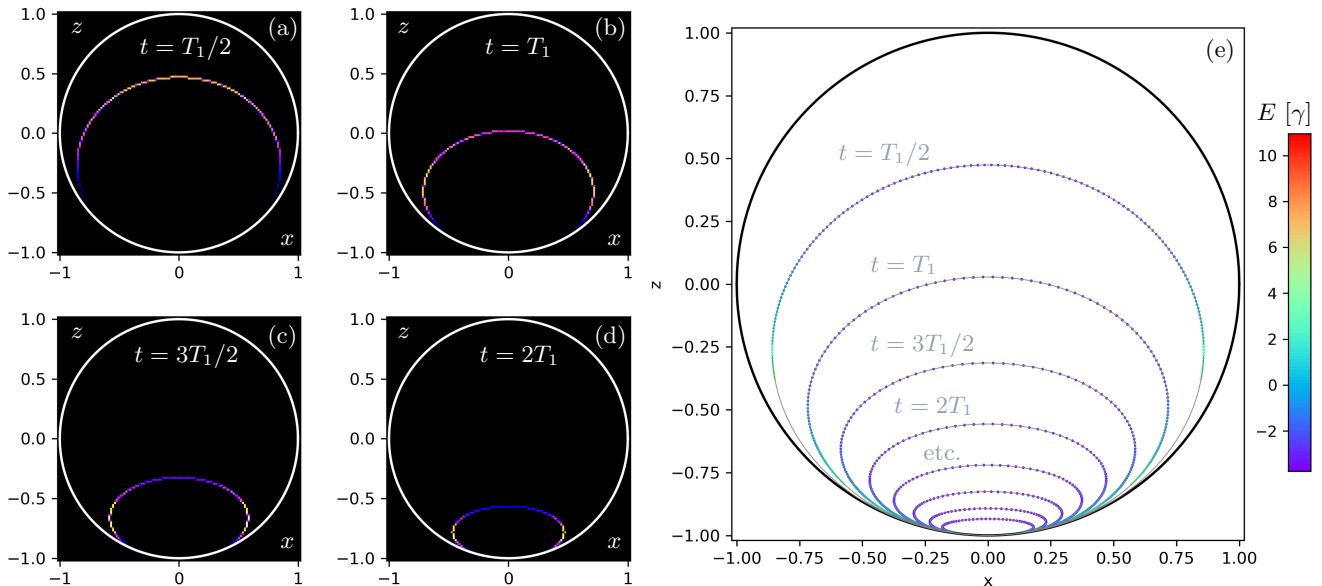 z
(a)
t = T₁/2
1.0
0.5
0.0
−0.5
−1.0
−1
0
1
x
z
(b)
t = T₁
1.0
0.5
0.0
−0.5
−1.0
−1
0
1
x
z
(c)
t = 3T₁/2
1.0
0.5
0.0
−0.5
−1.0
−1
0
1
x
z
(d)
t = 2T₁
1.0
0.5
0.0
−0.5
−1.0
−1
0
1
x
(e)
1.00
0.75
0.50
0.25
0.00
−0.25
−0.50
−0.75
−1.00
z
t = T₁/2
t = T₁
t = 3T₁/2
t = 2T₁
etc.
−1.00 −0.75 −0.50 −0.25 0.00 0.25 0.50 0.75 1.00
x
E [γ]
10
8
6
4
2
0
−2